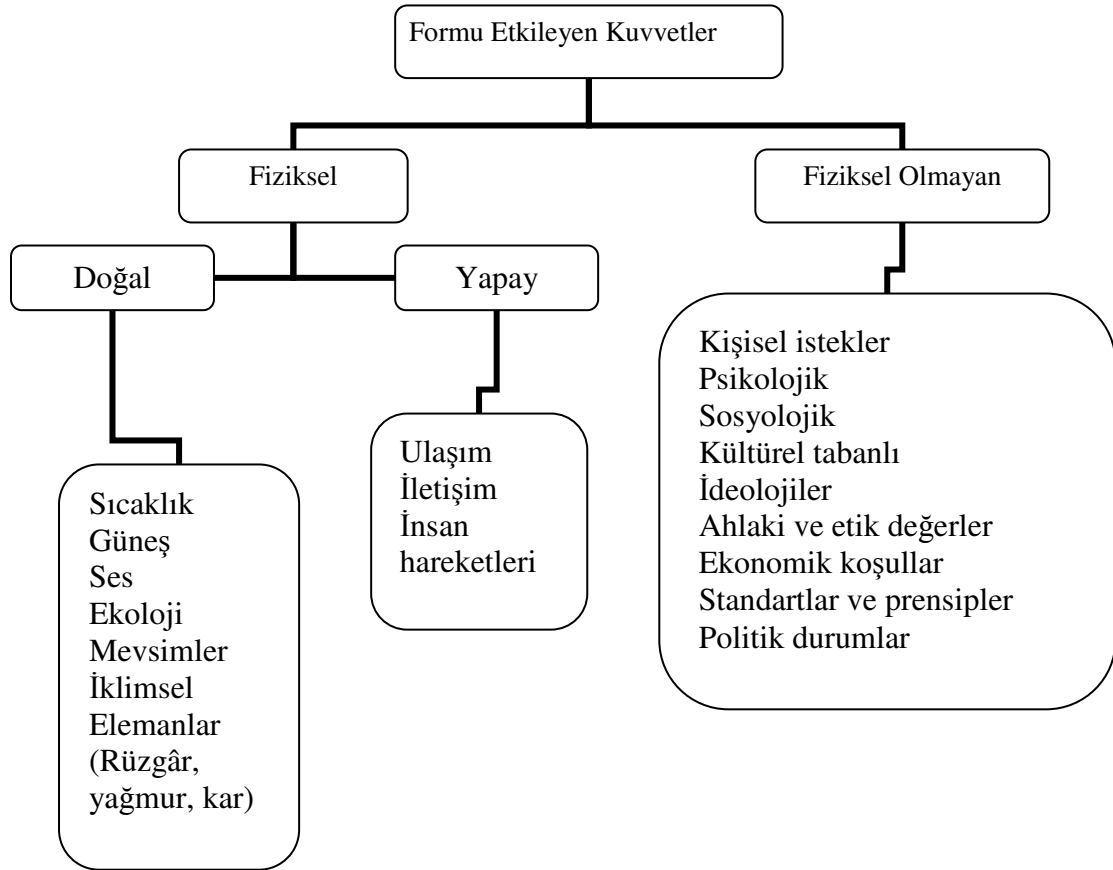 Formu Etkileyen Kuvvetler
Fiziksel
Fiziksel Olmayan
Doğal
Yapay
Sıcaklık
Güneş
Ses
Ekoloji
Mevsimler
İklimsel
Elemanlar
(Rüzgâr,
yağmur, kar)
Ulaşım
İletişim
İnsan
hareketleri
Kişisel istekler
Psikolojik
Sosyolojik
Kültürel tabanlı
İdeolojiler
Ahlaki ve etik değerler
Ekonomik koşullar
Standartlar ve prensipler
Politik durumlar